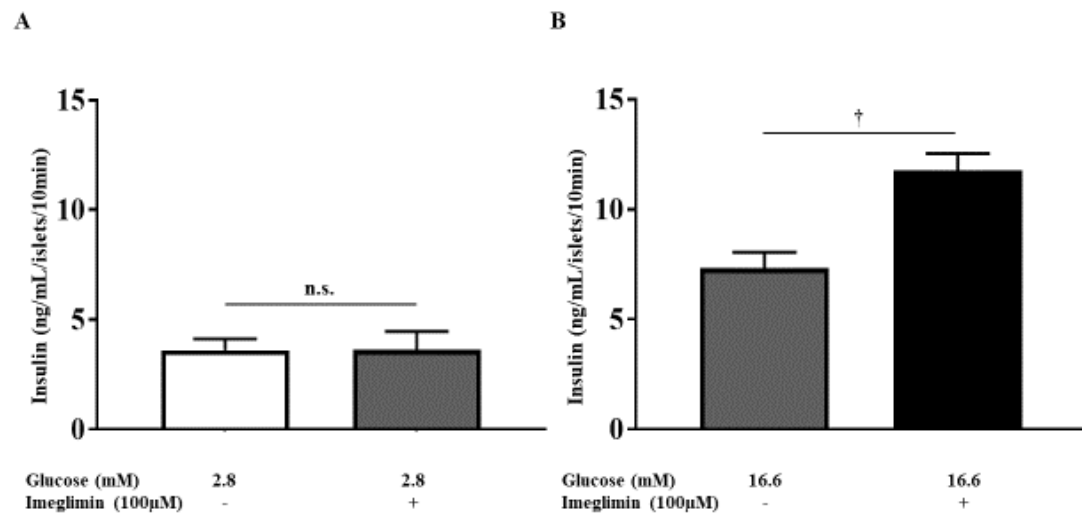 A
B
Insulin (ng/mL/islets/10min)
15
10
5
0
n.s.
Insulin (ng/mL/islets/10min)
15
10
5
0
†
Glucose (mM) 2.8 2.8
Imeglimin (100μM) - +
Glucose (mM) 16.6 16.6
Imeglimin (100μM) - +